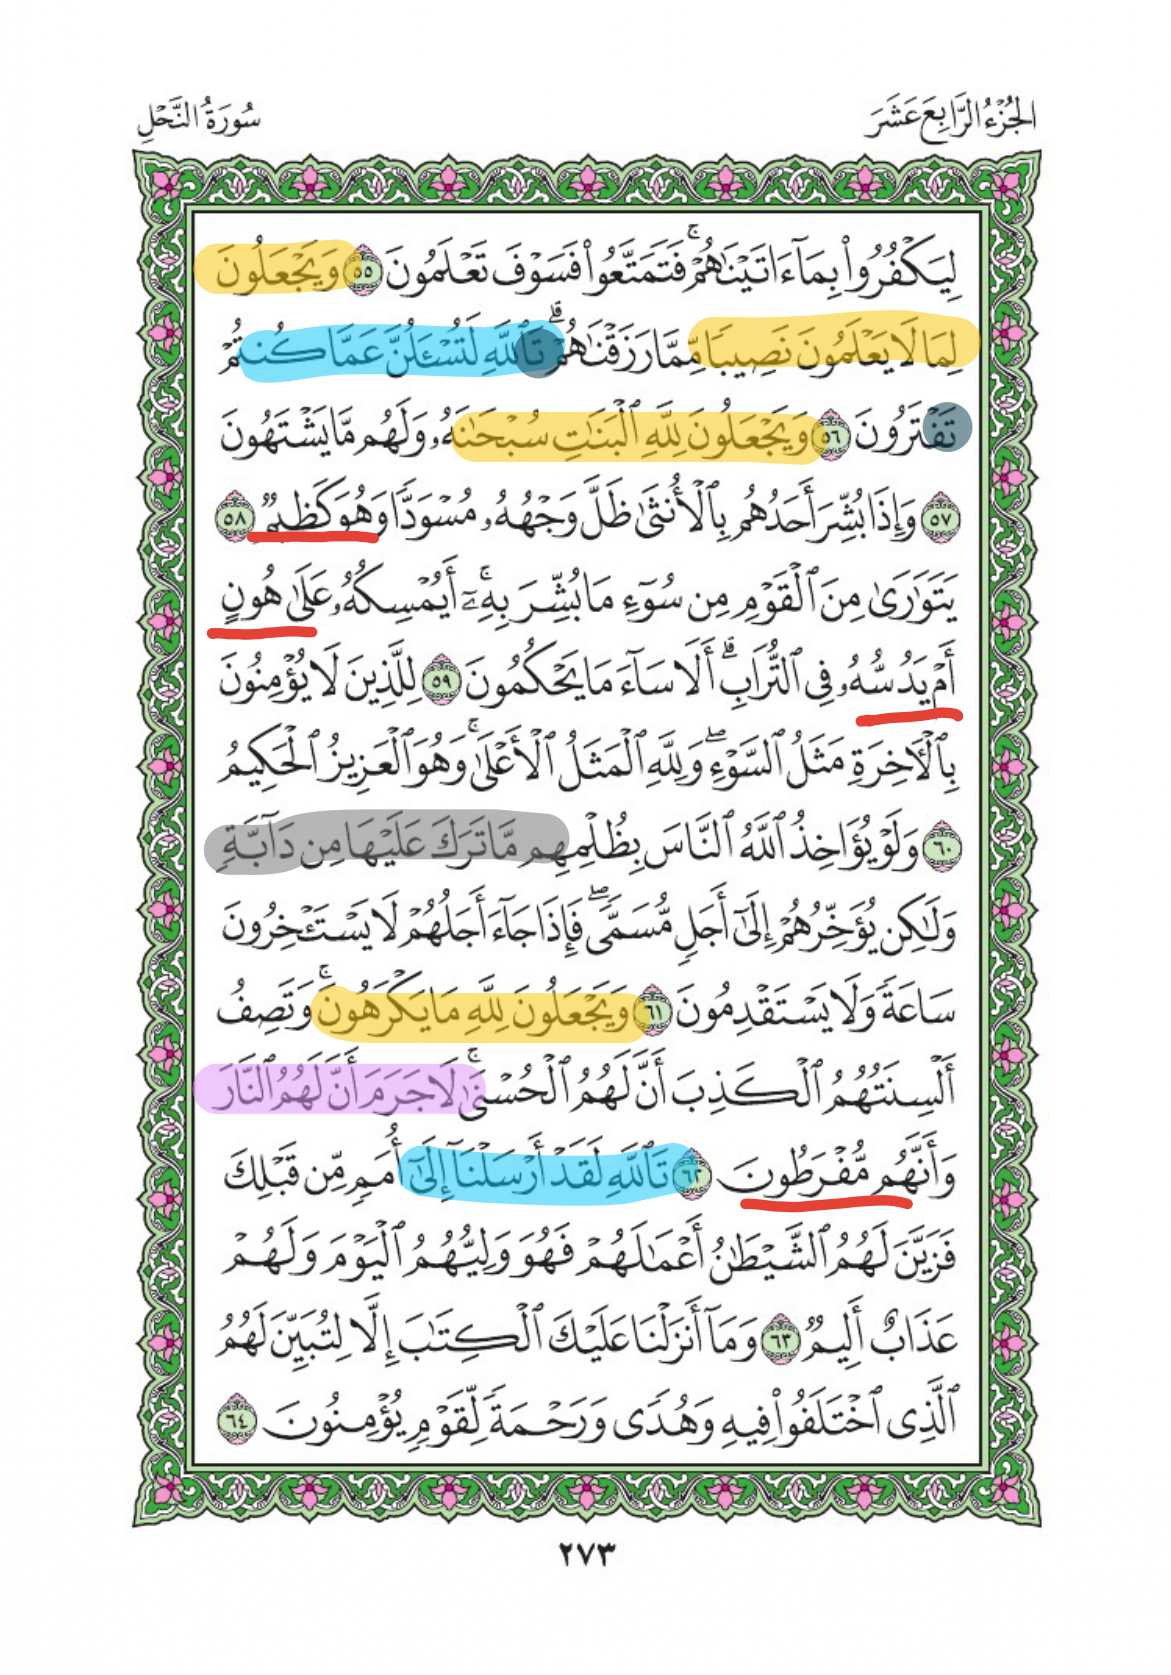 الجُزْءُ الرَّابِعَ عَشَرَ
سُورَةُ النَّحْلِ
لِيَكْفُرُوا۟ بِمَآ ءَاتَيْنَـٰهُمْ ۚ فَتَمَتَّعُوا۟ فَسَوْفَ تَعْلَمُونَ ٥٥ وَيَجْعَلُونَ
لِمَا لَا يَعْلَمُونَ نَصِيبًا مِّمَّا رَزَقْنَـٰهُمْ ۗ تَٱللَّهِ لَتُسْـَٔلُنَّ عَمَّا كُنتُمْ
تَفْتَرُونَ ٥٦ وَيَجْعَلُونَ لِلَّهِ ٱلْبَنَـٰتِ سُبْحَـٰنَهُۥ وَلَهُم مَّا يَشْتَهُونَ
٥٧ وَإِذَا بُشِّرَ أَحَدُهُم بِٱلْأُنثَىٰ ظَلَّ وَجْهُهُۥ مُسْوَدًّا وَهُوَ كَظِيمٌ ٥٨
يَتَوَٰرَىٰ مِنَ ٱلْقَوْمِ مِن سُوٓءِ مَا بُشِّرَ بِهِۦٓ ۚ أَيُمْسِكُهُۥ عَلَىٰ هُونٍ
أَمْ يَدُسُّهُۥ فِى ٱلتُّرَابِ ۗ أَلَا سَآءَ مَا يَحْكُمُونَ ٥٩ لِلَّذِينَ لَا يُؤْمِنُونَ
بِٱلْـَٔاخِرَةِ مَثَلُ ٱلسَّوْءِ ۖ وَلِلَّهِ ٱلْمَثَلُ ٱلْأَعْلَىٰ ۚ وَهُوَ ٱلْعَزِيزُ ٱلْحَكِيمُ
٦٠ وَلَوْ يُؤَاخِذُ ٱللَّهُ ٱلنَّاسَ بِظُلْمِهِم مَّا تَرَكَ عَلَيْهَا مِن دَآبَّةٍ
وَلَـٰكِن يُؤَخِّرُهُمْ إِلَىٰٓ أَجَلٍ مُّسَمًّى ۖ فَإِذَا جَآءَ أَجَلُهُمْ لَا يَسْتَـْٔخِرُونَ
سَاعَةً وَلَا يَسْتَقْدِمُونَ ٦١ وَيَجْعَلُونَ لِلَّهِ مَا يَكْرَهُونَ ۚ وَتَصِفُ
أَلْسِنَتُهُمُ ٱلْكَذِبَ أَنَّ لَهُمُ ٱلْحُسْنَىٰ ۚ لَا جَرَمَ أَنَّ لَهُمُ ٱلنَّارَ
وَأَنَّهُم مُّفْرَطُونَ ٦٢ تَٱللَّهِ لَقَدْ أَرْسَلْنَآ إِلَىٰٓ أُمَمٍ مِّن قَبْلِكَ
فَزَيَّنَ لَهُمُ ٱلشَّيْطَـٰنُ أَعْمَـٰلَهُمْ فَهُوَ وَلِيُّهُمُ ٱلْيَوْمَ وَلَهُمْ
عَذَابٌ أَلِيمٌ ٦٣ وَمَآ أَنزَلْنَا عَلَيْكَ ٱلْكِتَـٰبَ إِلَّا لِتُبَيِّنَ لَهُمُ
ٱلَّذِى ٱخْتَلَفُوا۟ فِيهِ وَهُدًى وَرَحْمَةً لِّقَوْمٍ يُؤْمِنُونَ ٦٤
٢٧٣